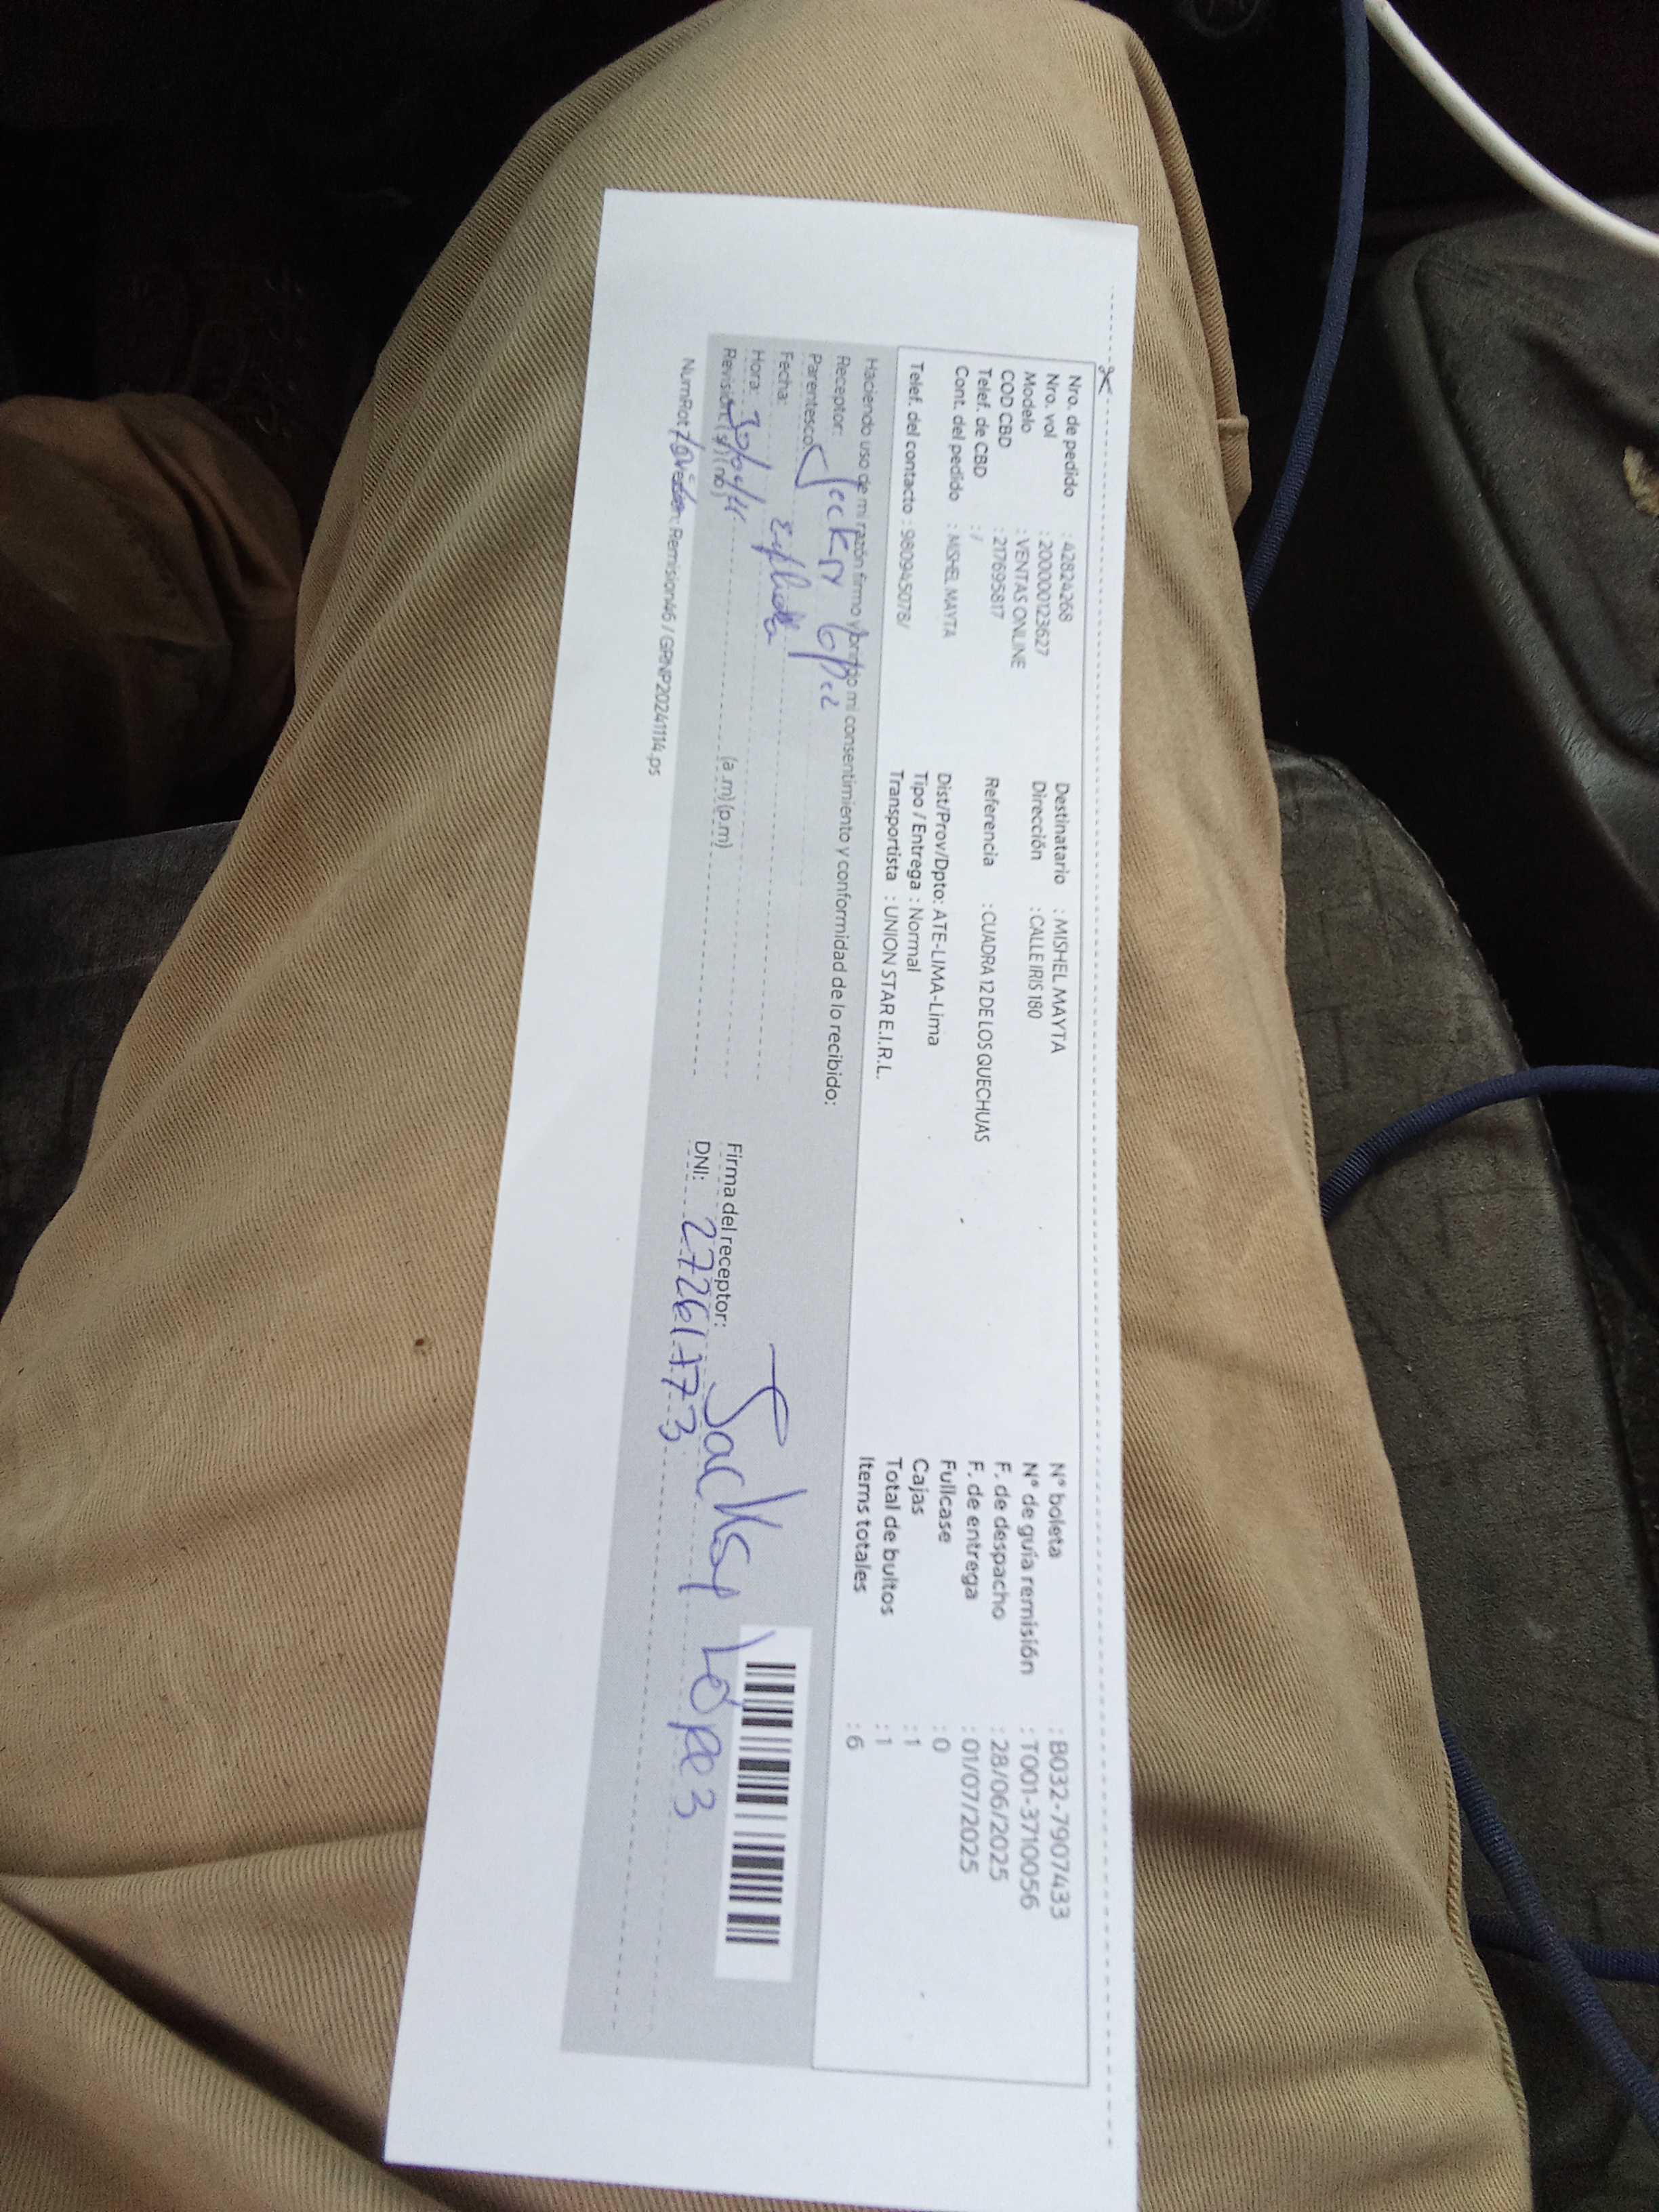 Nro. de pedido : 42824268
Nro. vol : 200000123627
Modelo : VENTAS ONLINE
COD CBD : 217695817
Telef. de CBD : /
Cont. del pedido : MISHEL MAYTA
Telef. del contacto : 980945078/
Destinatario : MISHEL MAYTA
Dirección : CALLE IRIS 180
Referencia : CUADRA 12 DE LOS QUECHUAS
Dist/Prov/Dpto: ATE-LIMA-Lima
Tipo / Entrega : Normal
Transportista : UNION STAR E.I.R.L.
N° boleta : B032-7907433
N° de guía remisión : T001-3710056
F. de despacho : 28/06/2025
F. de entrega : 01/07/2025
Fullcase : 0
Cajas : 1
Total de bultos : 1
Items totales : 6
Haciendo uso de mi razón firmo y brindo mi consentimiento y conformidad de lo recibido:
Receptor:
Parentesco:
Fecha:
Hora: (a.m) (p.m)
Revisión: (si) (no)
Firma del receptor: Jacksy López
DNI: 27261773
NumRot: Remision46 / GRNP20241114.ps